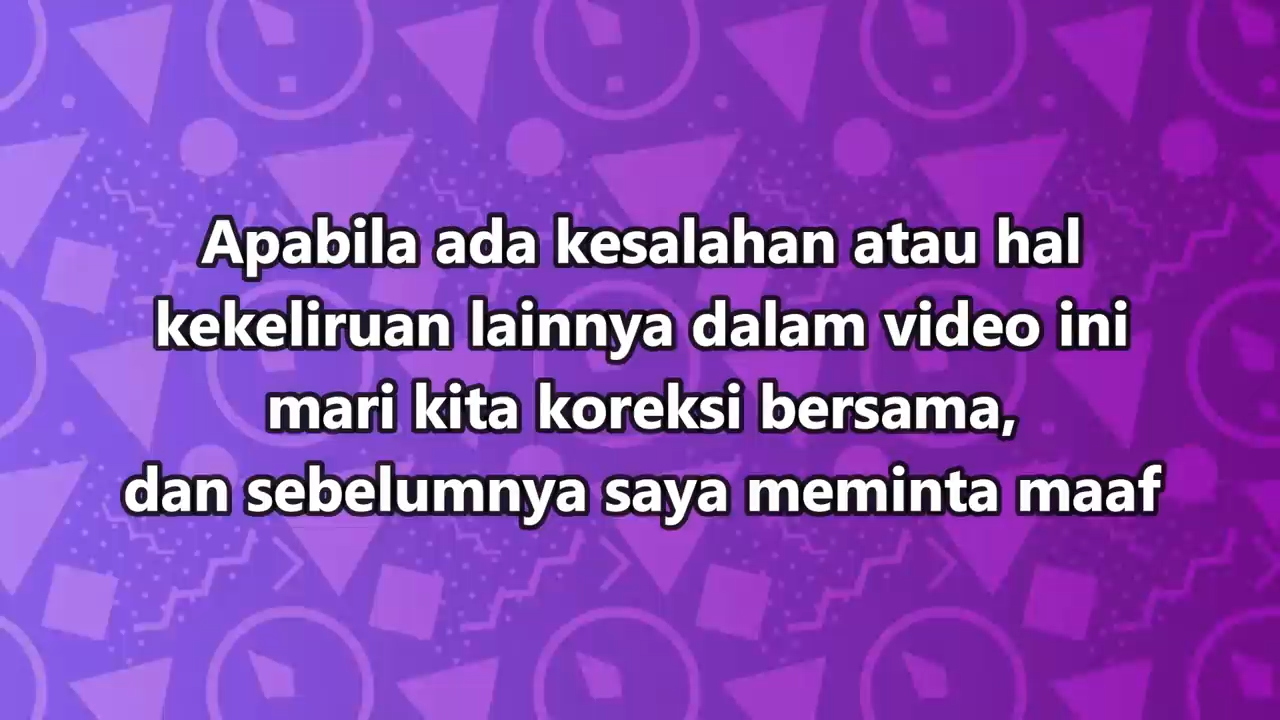 Apabila ada kesalahan atau hal
kekeliruan lainnya dalam video ini
mari kita koreksi bersama,
dan sebelumnya saya meminta maaf